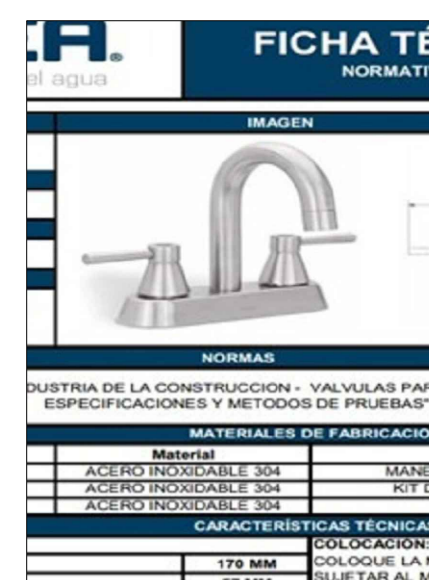 el agua
FICHA TÉ
NORMATI
IMAGEN
NORMAS
DUSTRIA DE LA CONSTRUCCION - VALVULAS PAR
ESPECIFICACIONES Y METODOS DE PRUEBAS"
MATERIALES DE FABRICACIO
Material
ACERO INOXIDABLE 304 MANE
ACERO INOXIDABLE 304 KIT D
ACERO INOXIDABLE 304
CARACTERÍSTICAS TÉCNICA
COLOCACION:
170 MM COLOQUE LA
SUJETAR AL M